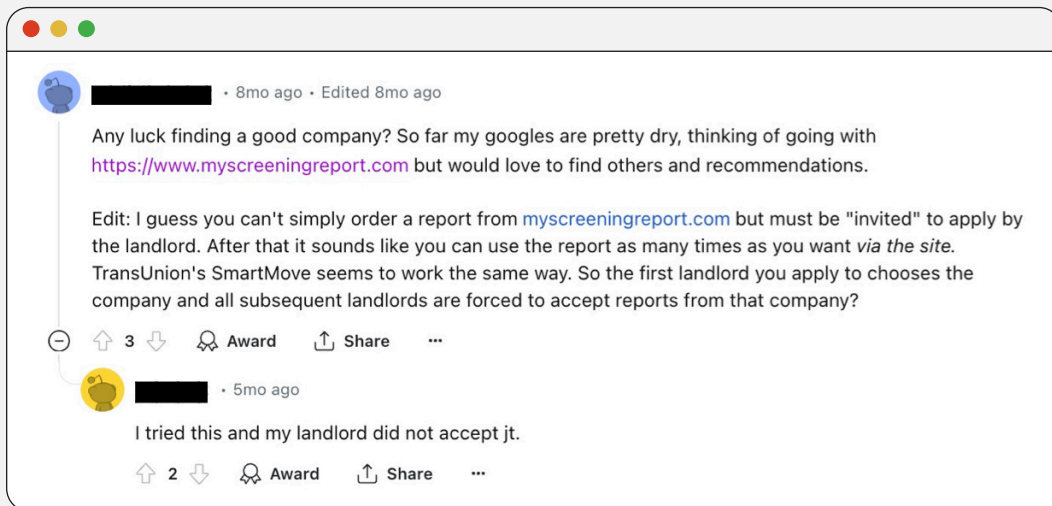 • 8mo ago • Edited 8mo ago
Any luck finding a good company? So far my googles are pretty dry, thinking of going with
https://www.myscreeningreport.com but would love to find others and recommendations.
Edit: I guess you can't simply order a report from myscreeningreport.com but must be "invited" to apply by
the landlord. After that it sounds like you can use the report as many times as you want via the site.
TransUnion's SmartMove seems to work the same way. So the first landlord you apply to chooses the
company and all subsequent landlords are forced to accept reports from that company?
3 Award Share ...
• 5mo ago
I tried this and my landlord did not accept jt.
2 Award Share ...